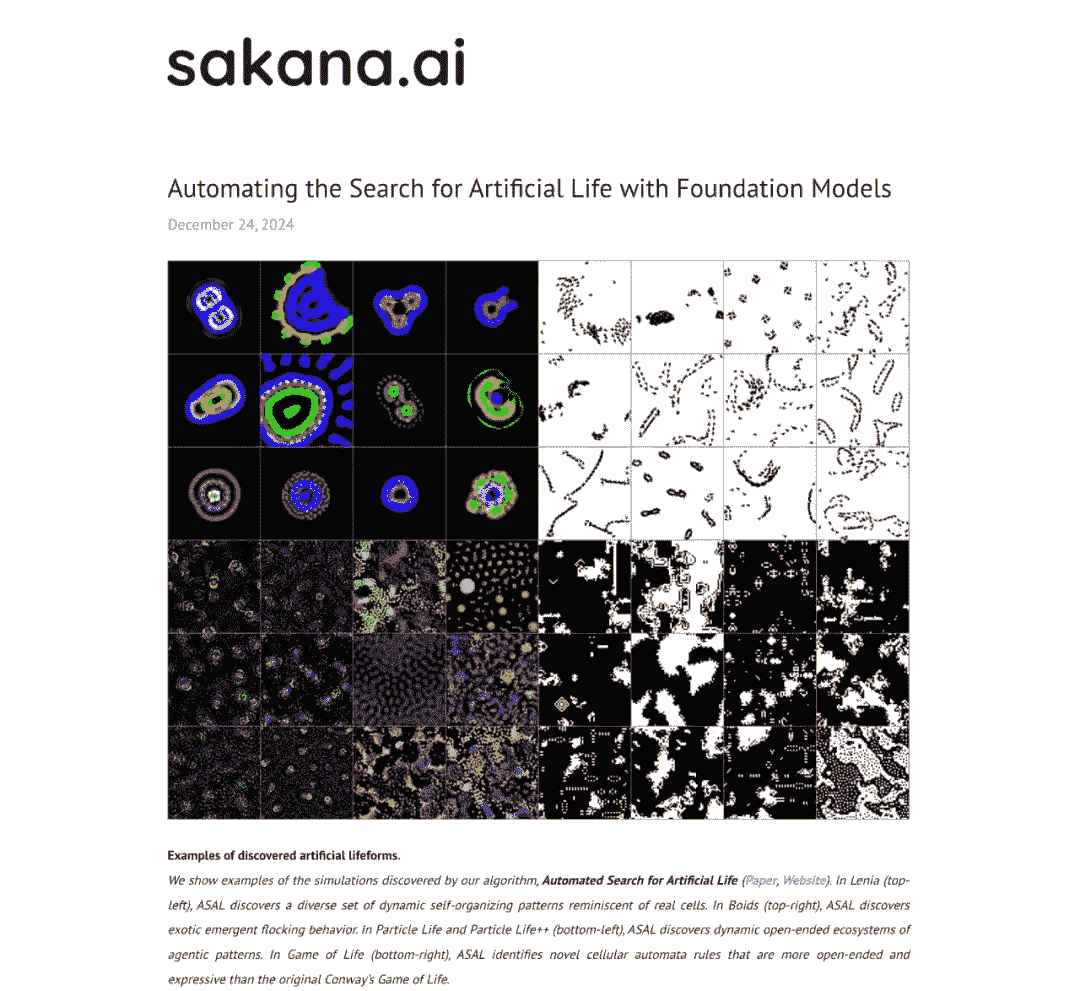 sakana.ai
Automating the Search for Artificial Life with Foundation Models
December 24, 2024
Examples of discovered artificial lifeforms.
We show examples of the simulations discovered by our algorithm, Automated Search for Artificial Life (Paper, Website). In Lenia (top-
left), ASAL discovers a diverse set of dynamic self-organizing patterns reminiscent of real cells. In Boids (top-right), ASAL discovers
exotic emergent flocking behavior. In Particle Life and Particle Life++ (bottom-left), ASAL discovers dynamic open-ended ecosystems of
agentic patterns. In Game of Life (bottom-right), ASAL identifies novel cellular automata rules that are more open-ended and
expressive than the original Conway's Game of Life.